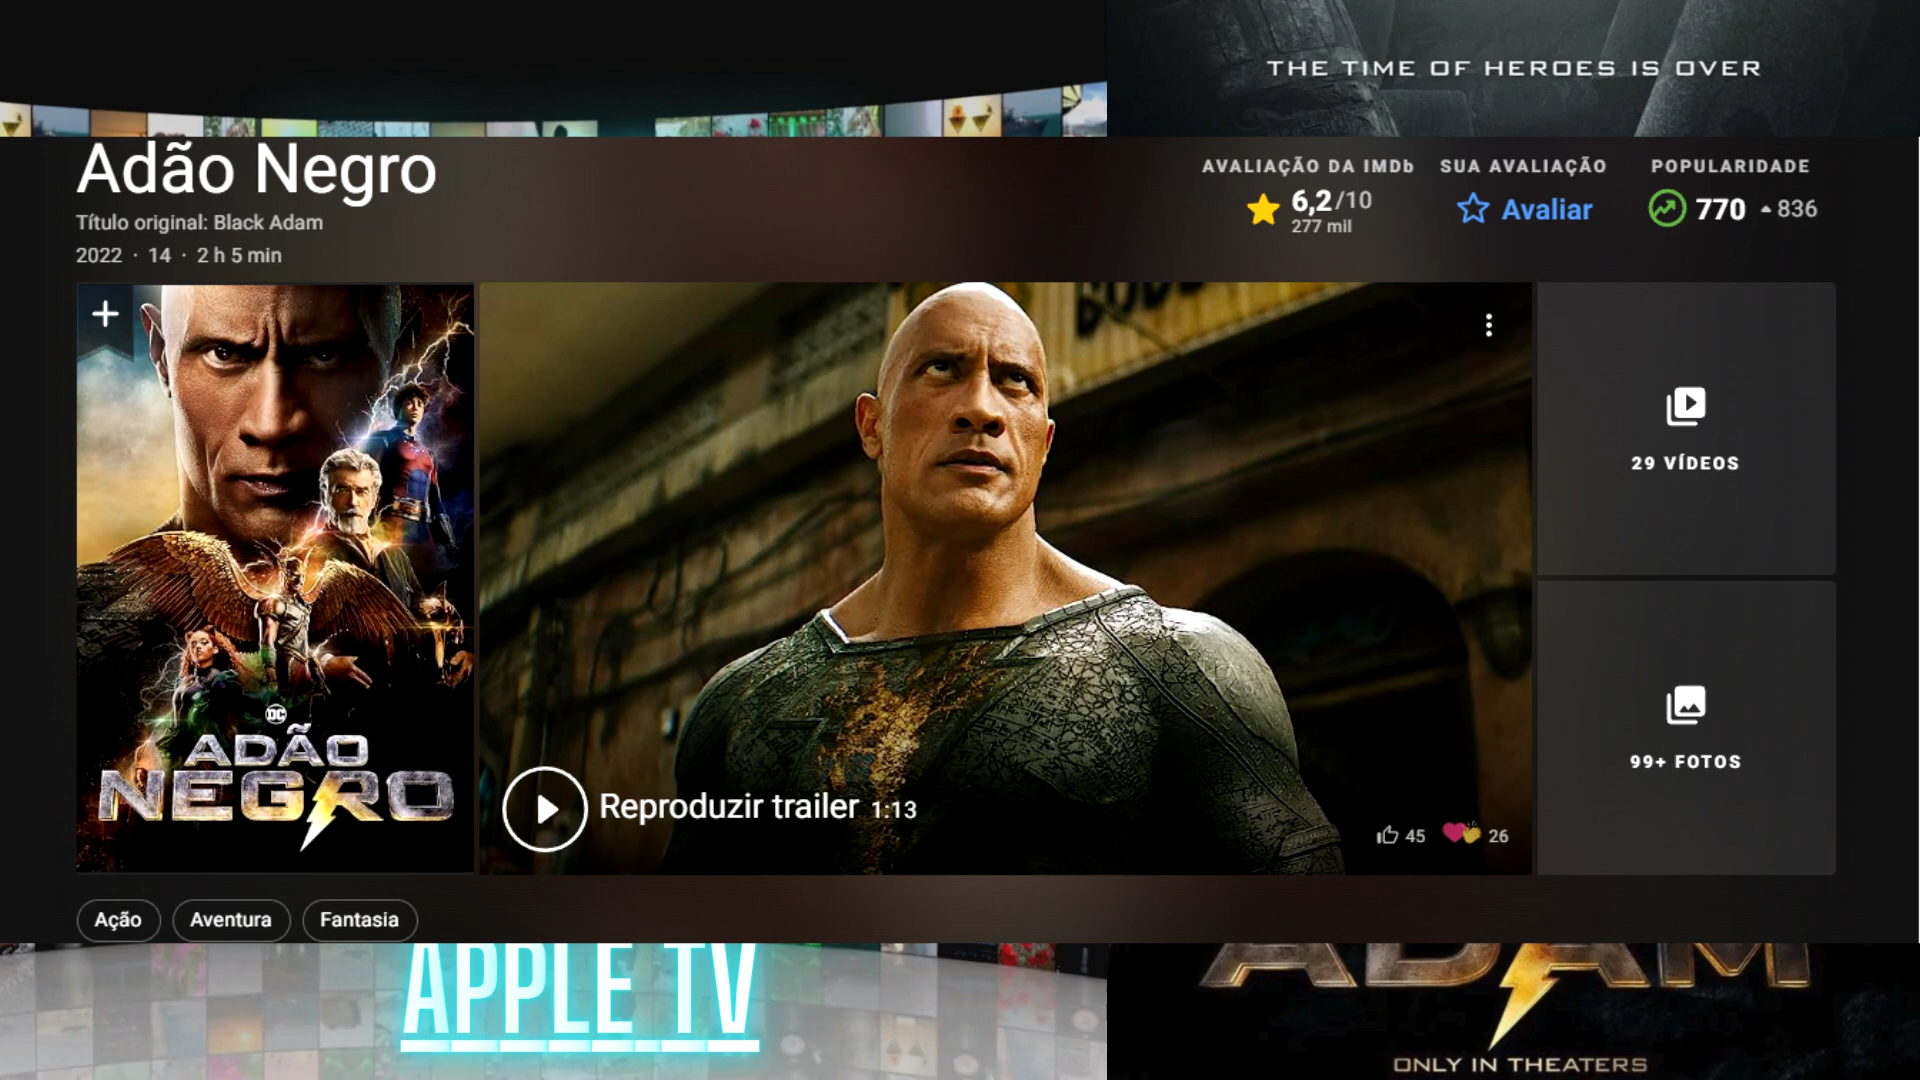 THE TIME OF HEROES IS OVER
Adão Negro
Título original: Black Adam
2022 · 14 · 2 h 5 min
AVALIAÇÃO DA IMDb
6,2/10
277 mil
SUA AVALIAÇÃO
Avaliar
POPULARIDADE
770
836
DC
ADÃO
NEGRO
Reproduzir trailer 1:13
45
26
29 VÍDEOS
99+ FOTOS
Ação
Aventura
Fantasia
APPLE TV
ADAM
ONLY IN THEATERS